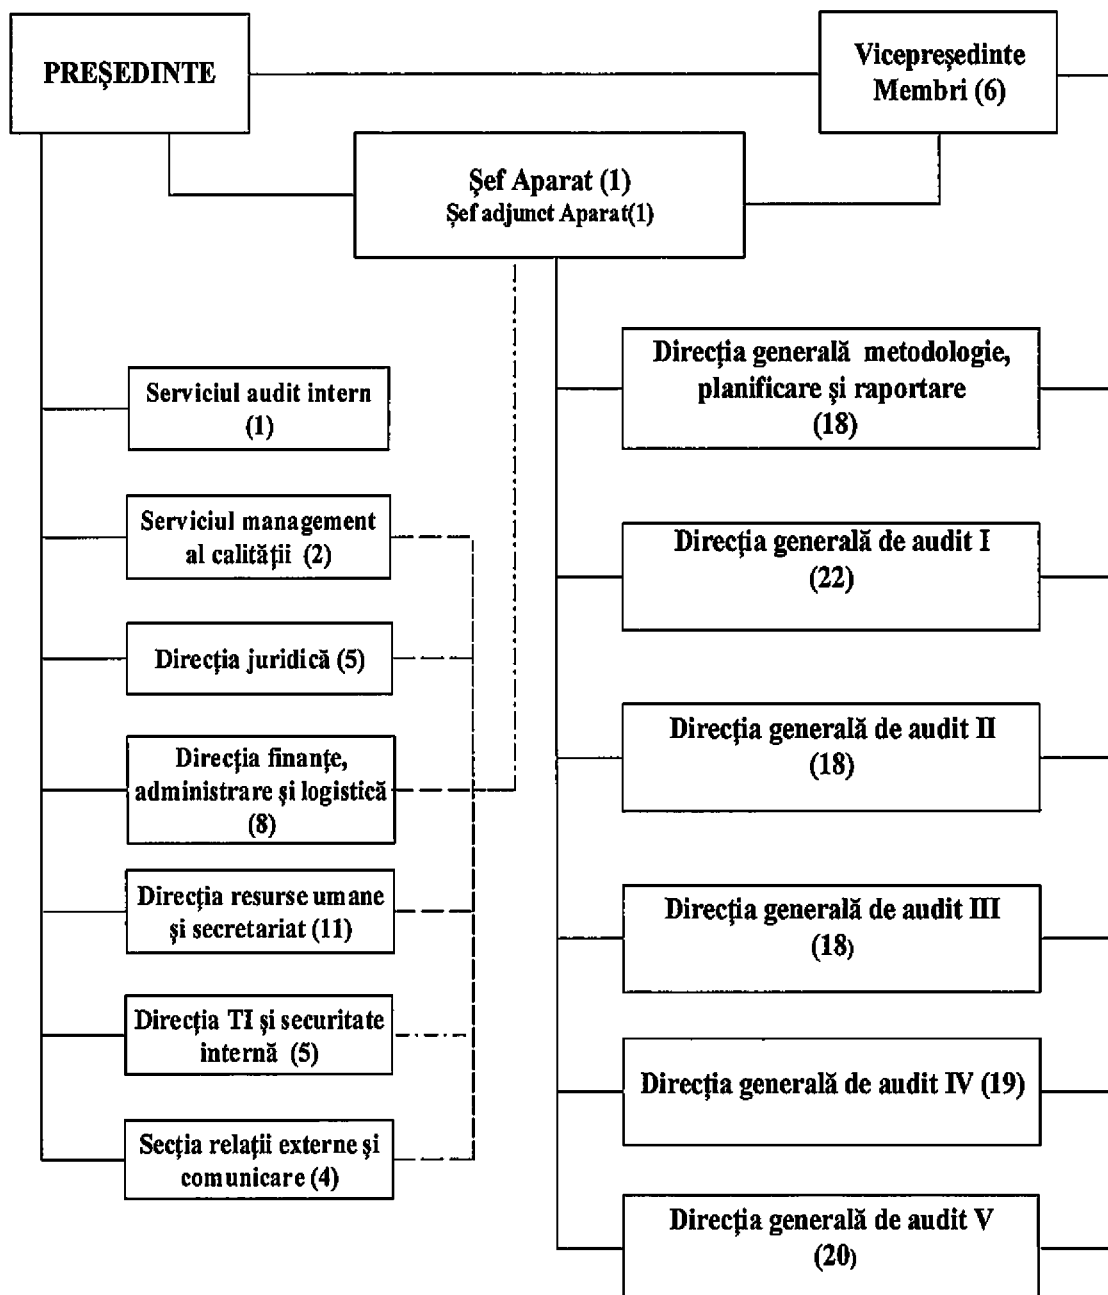 PREŞEDINTE
Vicepreşedinte
Membri (6)
Şef Aparat (1)
Şef adjunct Aparat(1)
Serviciul audit intern
(1)
Serviciul management
al calităţii (2)
Direcţia juridică (5)
Direcţia finanţe,
administrare şi logistică
(8)
Direcţia resurse umane
şi secretariat (11)
Direcţia TI şi securitate
internă (5)
Secţia relaţii externe şi
comunicare (4)
Direcţia generală metodologie,
planificare şi raportare
(18)
Direcţia generală de audit I
(22)
Direcţia generală de audit II
(18)
Direcţia generală de audit III
(18)
Direcţia generală de audit IV (19)
Direcţia generală de audit V
(20)